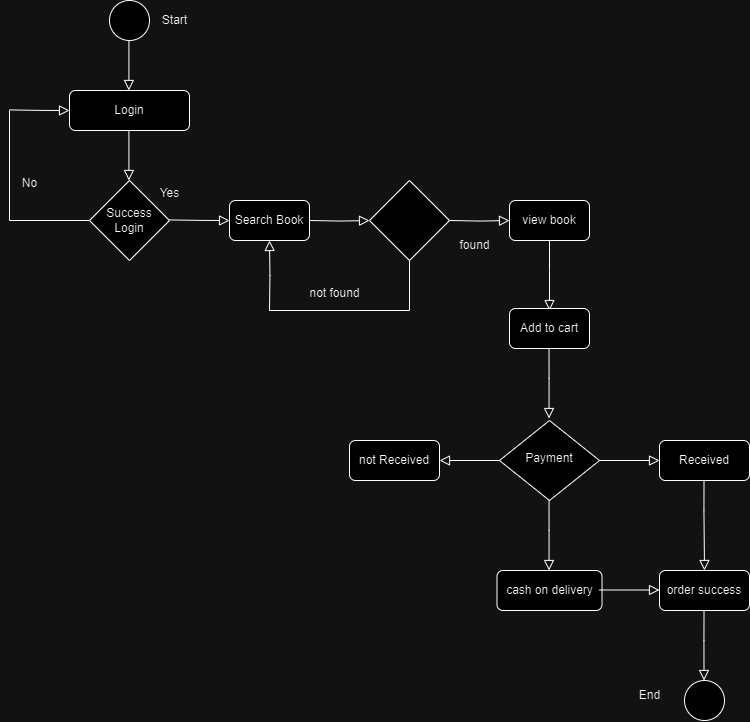 Start
Login
No
Yes
Success
Login
Search Book
view book
found
not found
Add to cart
not Received
Payment
Received
cash on delivery
order success
End